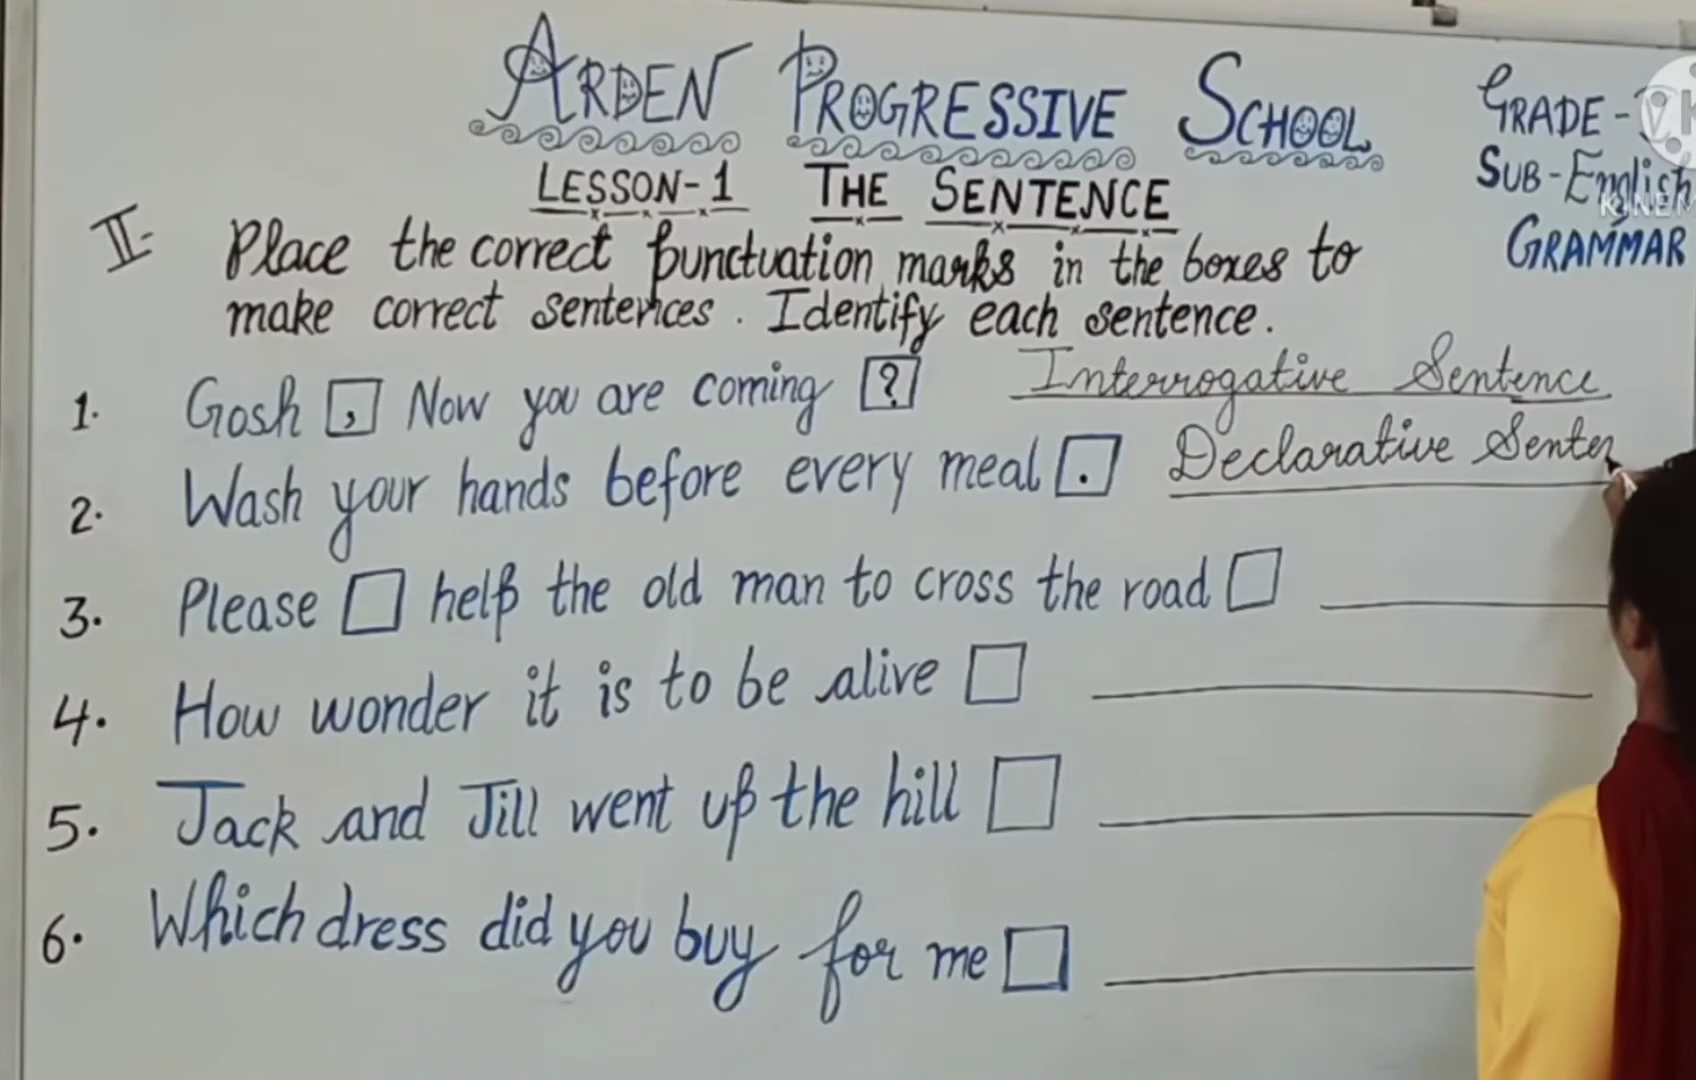 ARDEN PROGRESSIVE SCHOOL
GRADE -
SUB - English
GRAMMAR
LESSON-1 THE SENTENCE
II- Place the correct punctuation marks in the boxes to
make correct sentences. Identify each sentence.
1. Gosh , Now you are coming ? Interrogative Sentence
2. Wash your hands before every meal . Declarative Senten
3. Please □ help the old man to cross the road □
4. How wonder it is to be alive □
5. Jack and Jill went up the hill □
6. Which dress did you buy for me □